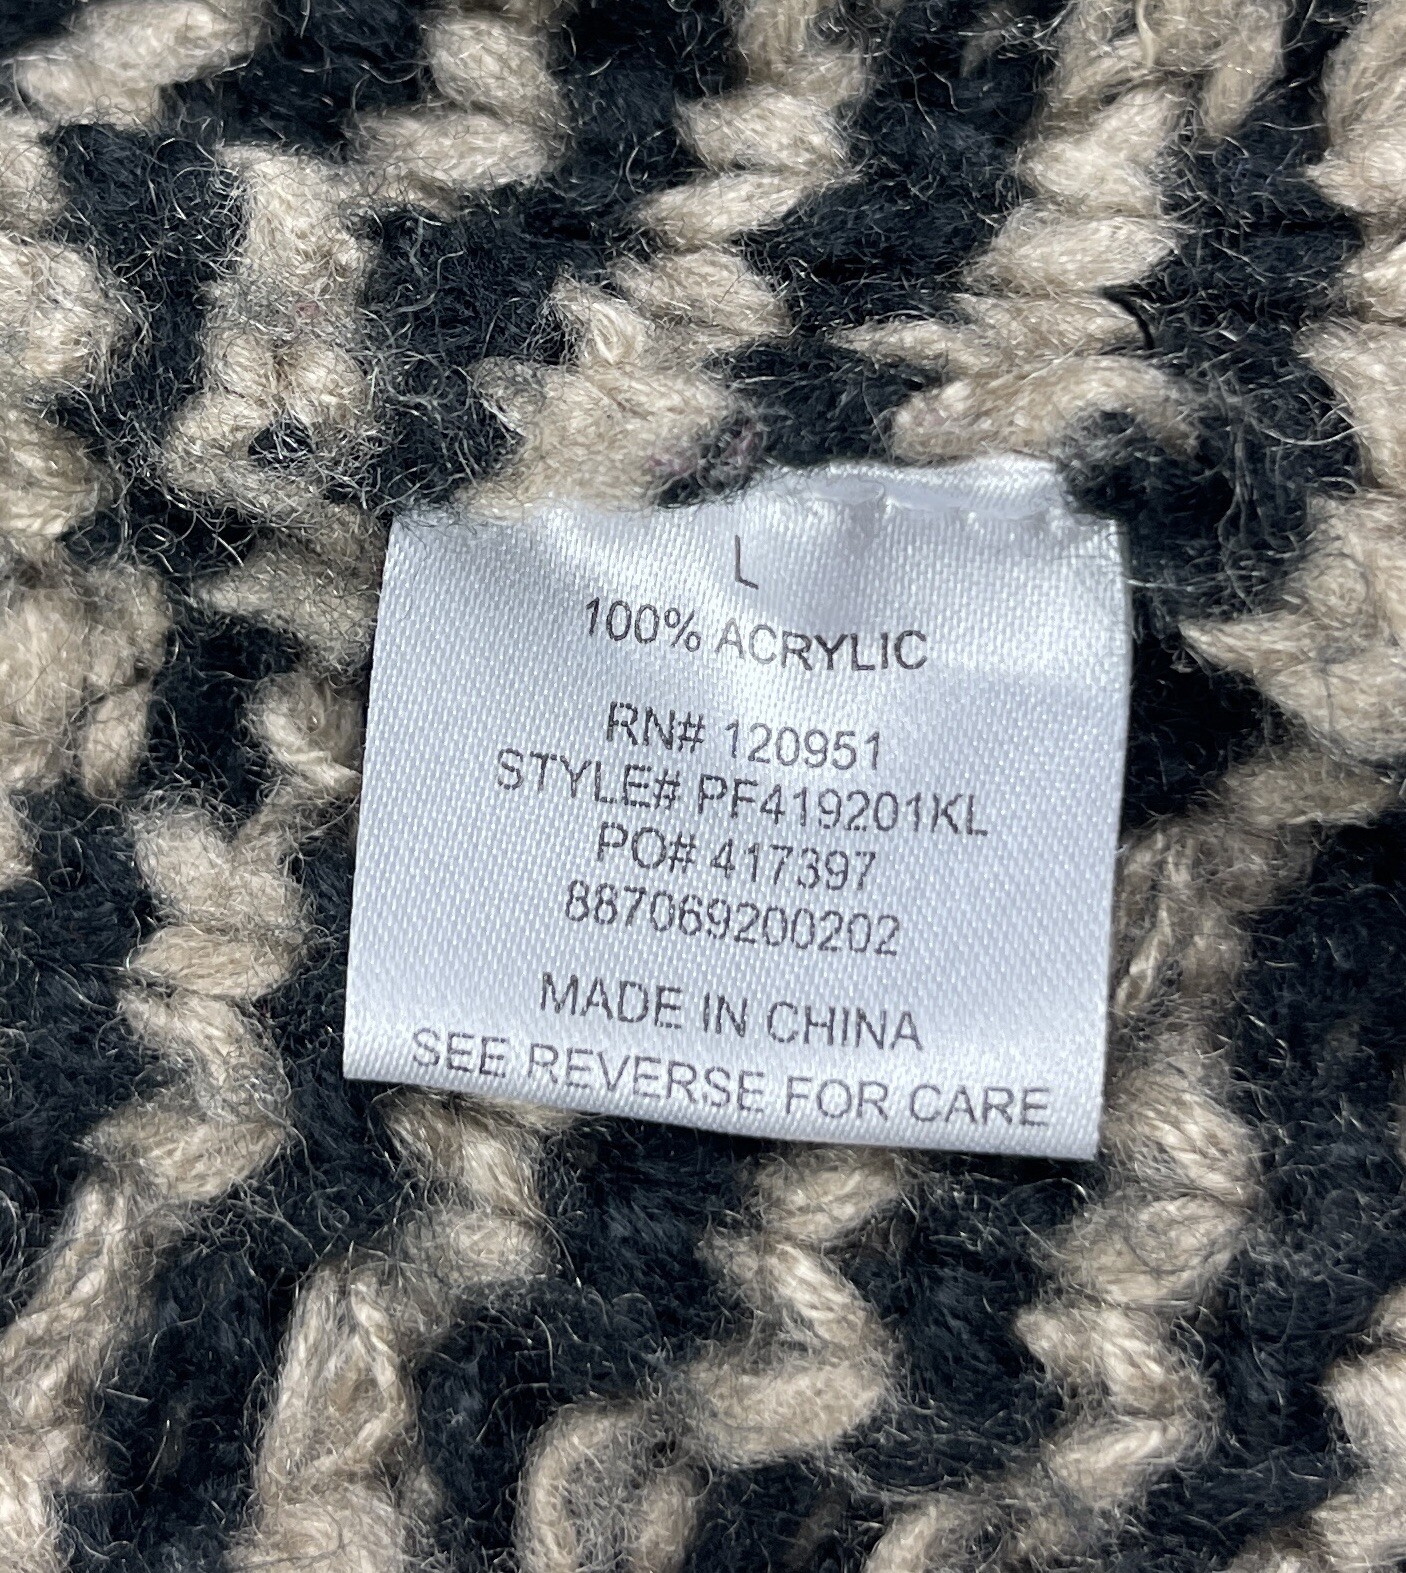 L
100% ACRYLIC
RN# 120951
STYLE# PF419201KL
PO# 417397
887069200202
MADE IN CHINA
SEE REVERSE FOR CARE